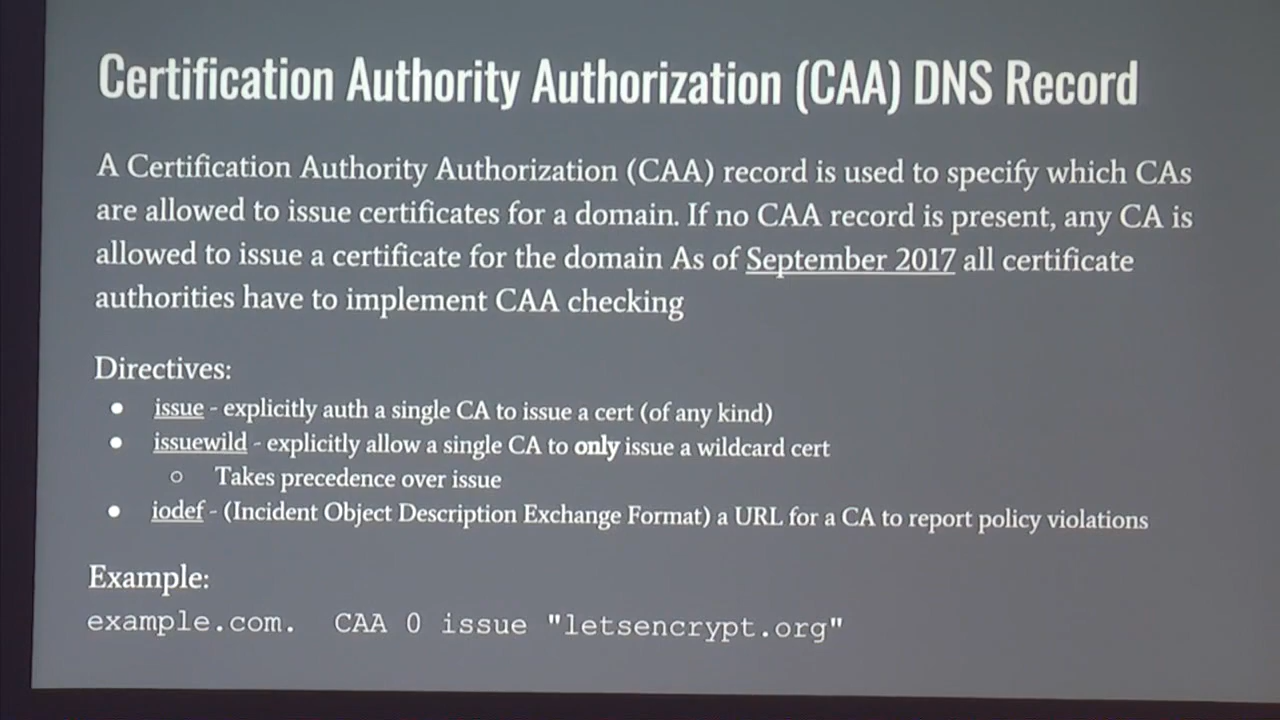 Certification Authority Authorization (CAA) DNS Record
A Certification Authority Authorization (CAA) record is used to specify which CAs
are allowed to issue certificates for a domain. If no CAA record is present, any CA is
allowed to issue a certificate for the domain As of September 2017 all certificate
authorities have to implement CAA checking
Directives:
● issue - explicitly auth a single CA to issue a cert (of any kind)
● issuewild - explicitly allow a single CA to only issue a wildcard cert
○ Takes precedence over issue
● iodef - (Incident Object Description Exchange Format) a URL for a CA to report policy violations
Example:
example.com. CAA 0 issue "letsencrypt.org"